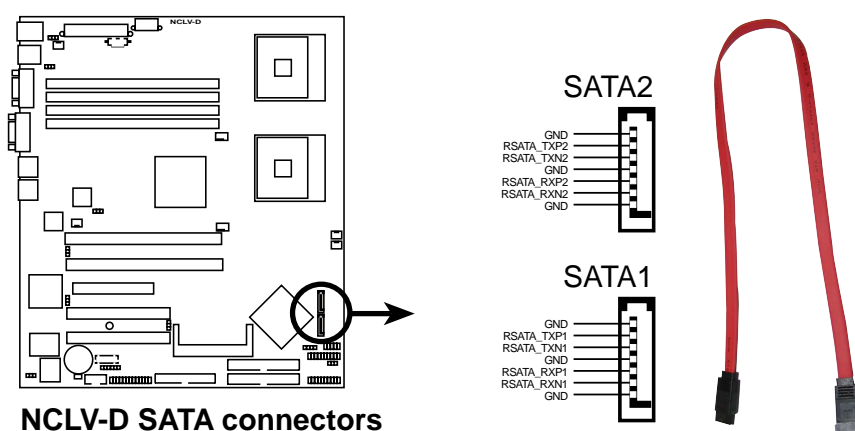 NCLV-D
SATA2
GND
RSATA_TXP2
RSATA_TXN2
GND
RSATA_RXP2
RSATA_RXN2
GND
SATA1
GND
RSATA_TXP1
RSATA_TXN1
GND
RSATA_RXP1
RSATA_RXN1
GND
NCLV-D SATA connectors